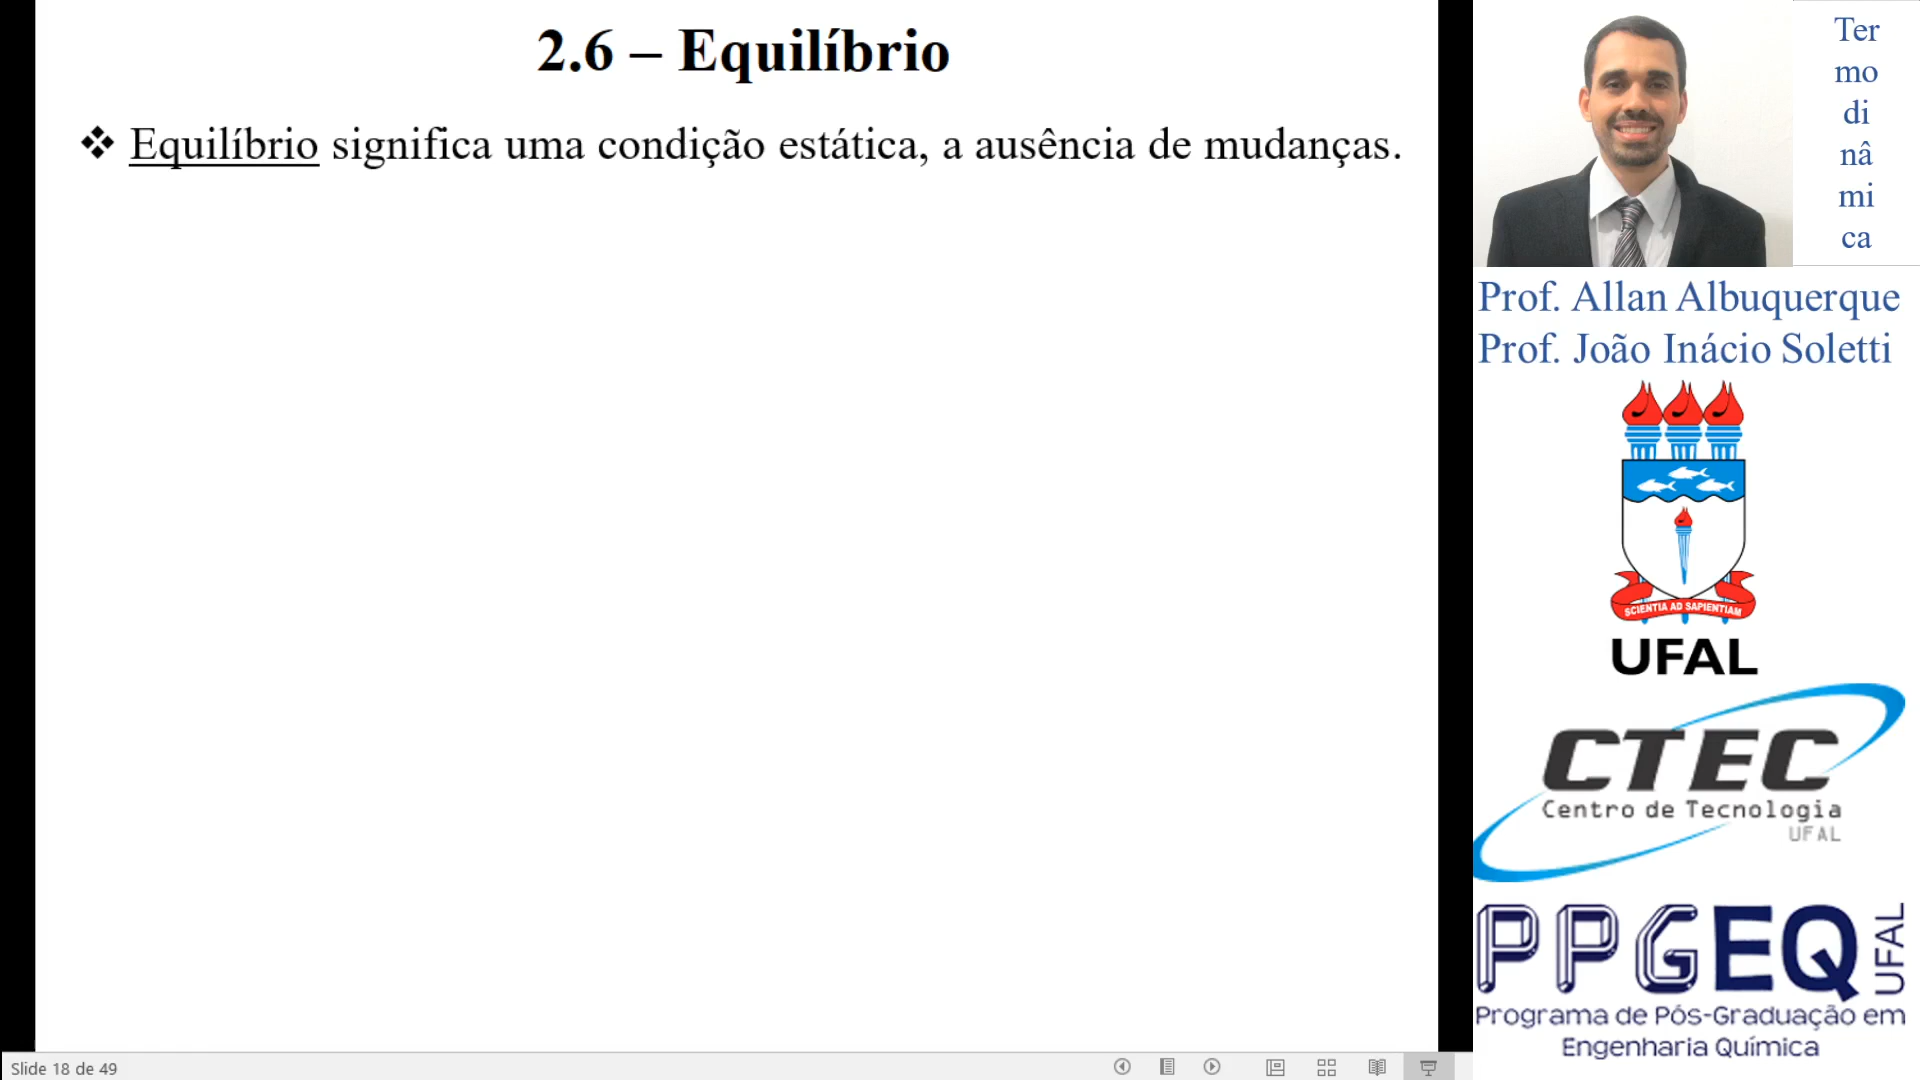 2.6 – Equilíbrio
❖ Equilíbrio significa uma condição estática, a ausência de mudanças.
Ter
mo
di
nâ
mi
ca
Prof. Allan Albuquerque
Prof. João Inácio Soletti
SCIENTIA AD SAPIENTIAM
UFAL
CTEC
Centro de Tecnologia
UFAL
PPGEQ UFAL
Programa de Pós-Graduação em
Engenharia Química
Slide 18 de 49